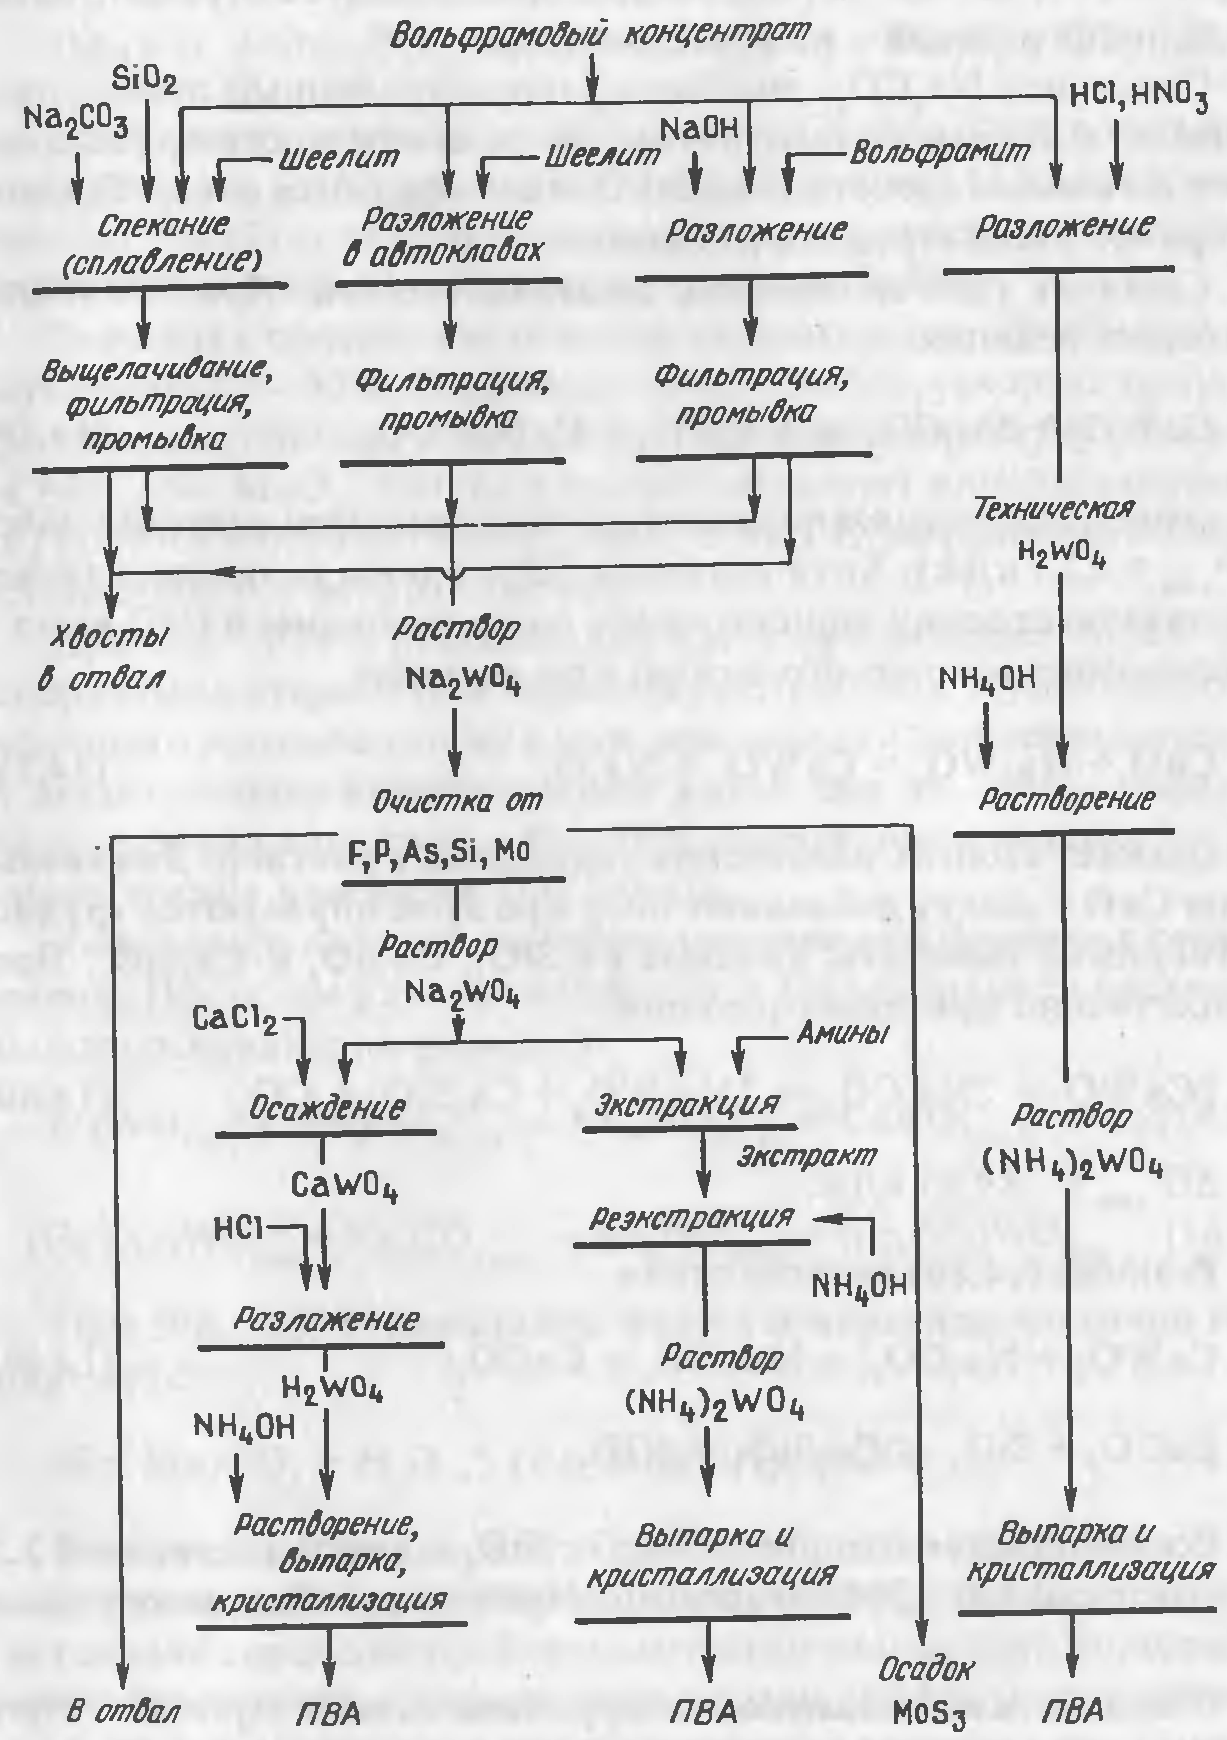 Вольфрамовый концентрат
SiO2
Na2CO3
NaOH
HCl, HNO3
Шеелит
Шеелит
Вольфрамит
Спекание
(сплавление)
Разложение
в автоклавах
Разложение
Разложение
Выщелачивание,
фильтрация,
промывка
Фильтрация,
промывка
Фильтрация,
промывка
Техническая
H2WO4
Хвосты
в отвал
Раствор
Na2WO4
NH4OH
Очистка от
F, P, As, Si, Mo
Растворение
Раствор
Na2WO4
CaCl2
Амины
Осаждение
Экстракция
Экстракт
Раствор
(NH4)2WO4
CaWO4
HCl
Реэкстракция
NH4OH
Разлажение
H2WO4
NH4OH
Раствор
(NH4)2WO4
Растворение,
выпарка,
кристаллизация
Выпарка и
кристаллизация
Выпарка и
кристаллизация
В отвал
ПВА
ПВА
Осадок
MoS3
ПВА